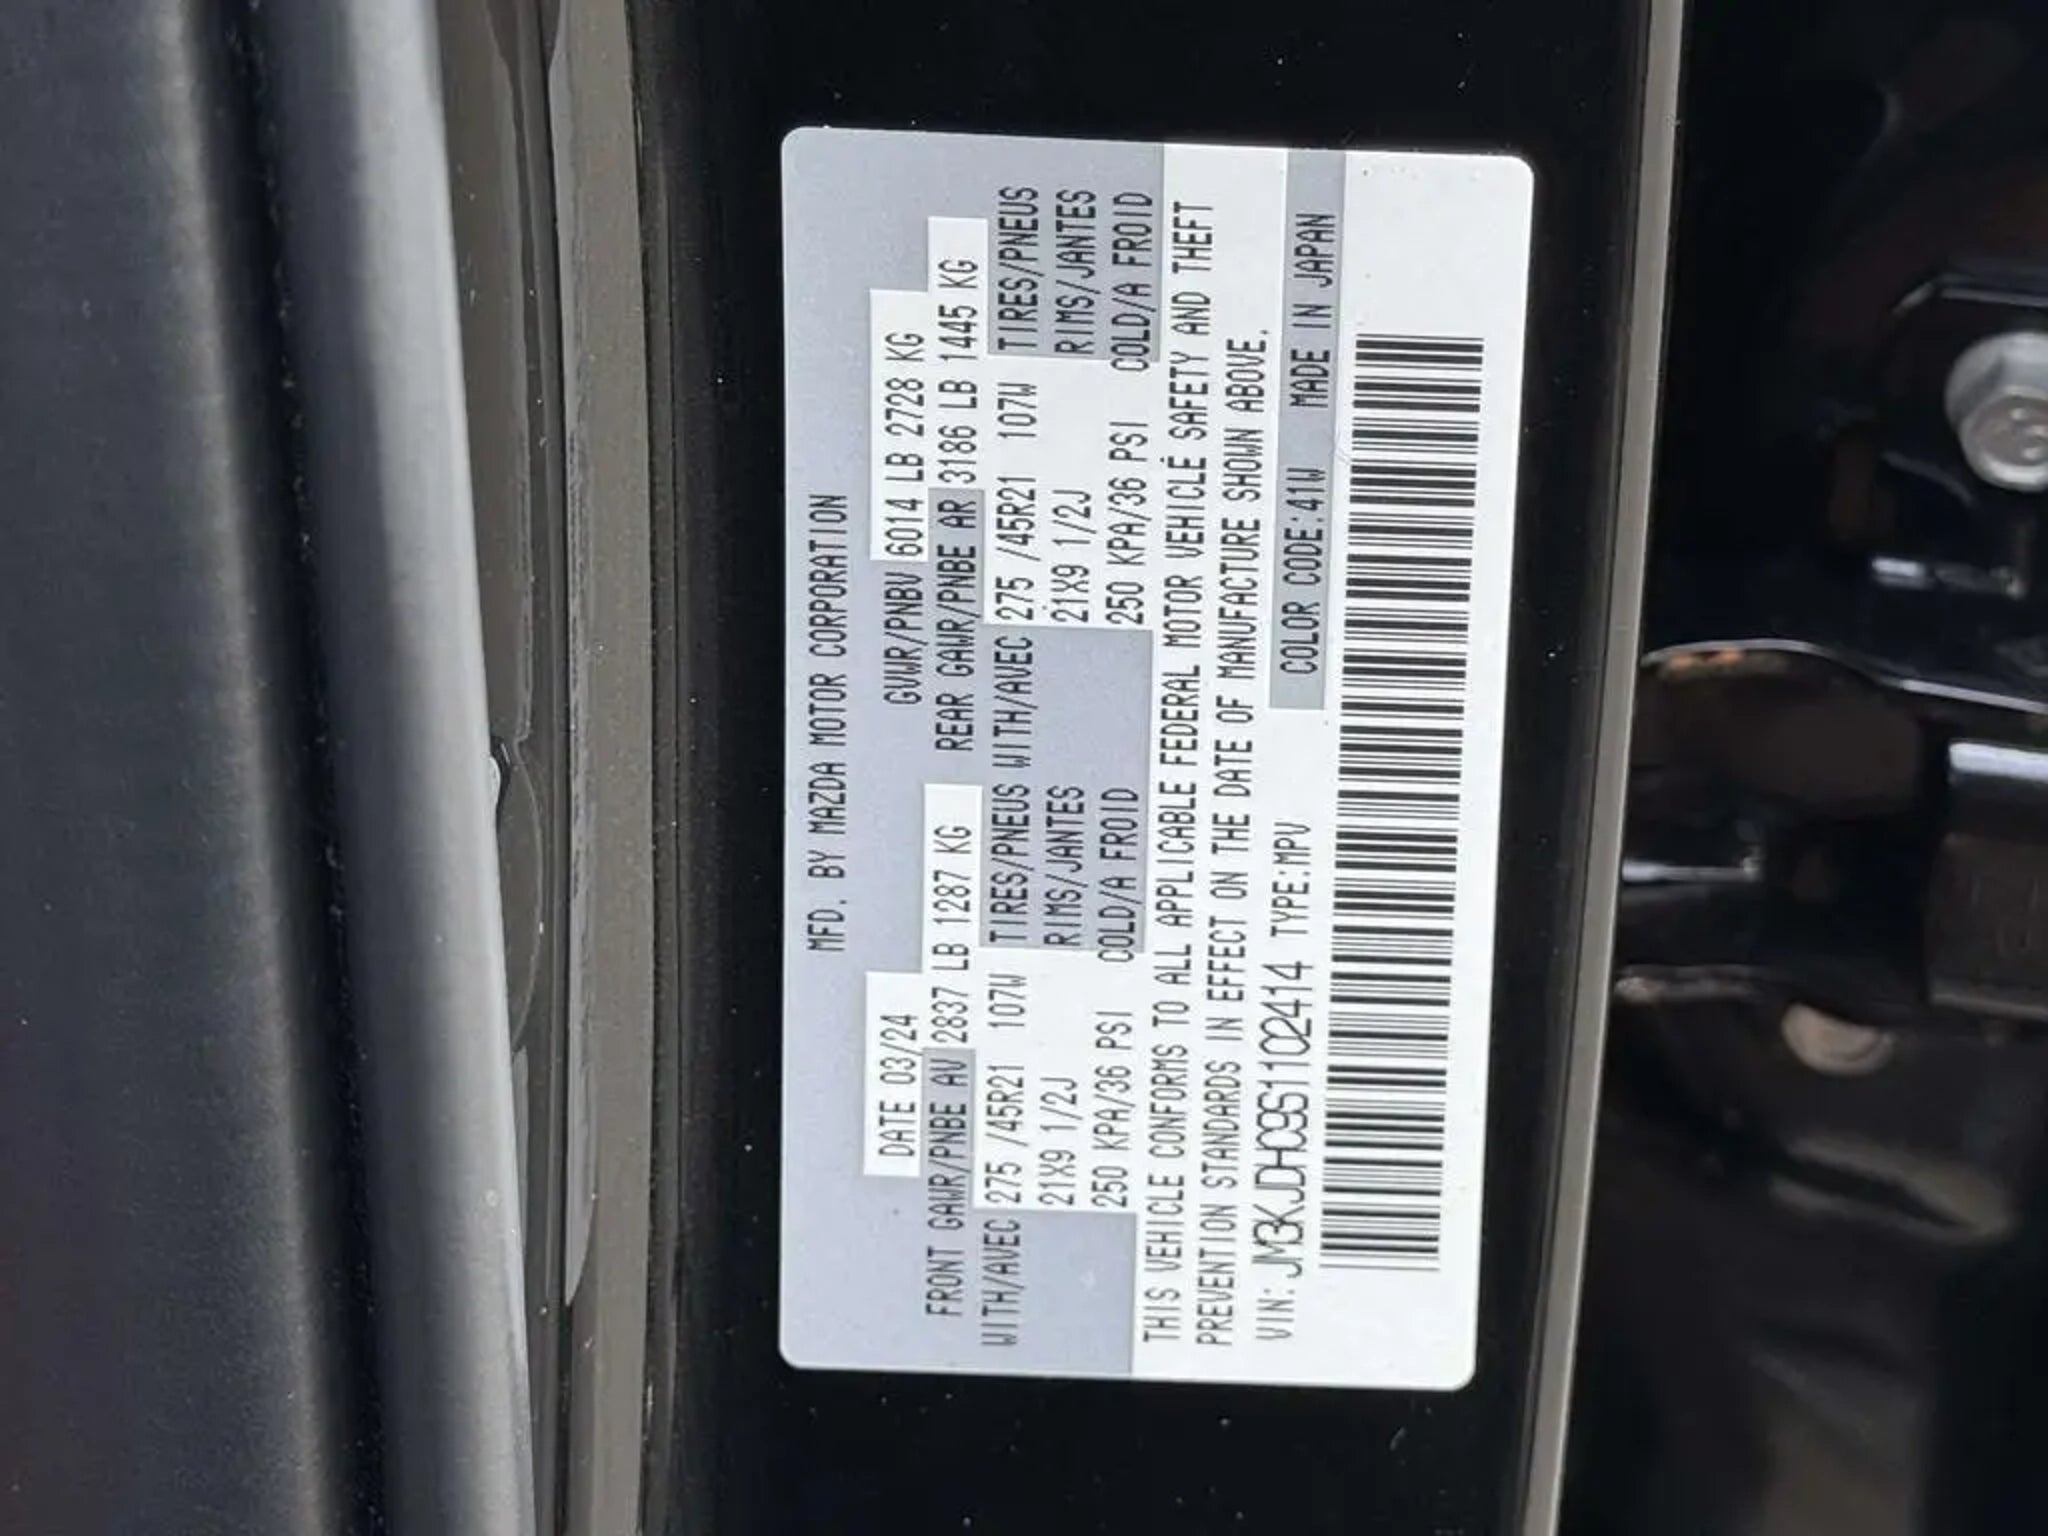 MFD. BY MAZDA MOTOR CORPORATION
DATE 03/24 GVWR/PNBV 6014 LB 2728 KG
FRONT GAWR/PNBE AV 2837 LB 1287 KG REAR GAWR/PNBE AR 3186 LB 1445 KG
WITH/AVEC 275 /45R21 107W TIRES/PNEUS WITH/AVEC 275 /45R21 107W TIRES/PNEUS
21X9 1/2J RIMS/JANTES 21X9 1/2J RIMS/JANTES
250 KPA/36 PSI COLD/A FROID 250 KPA/36 PSI COLD/A FROID
THIS VEHICLE CONFORMS TO ALL APPLICABLE FEDERAL MOTOR VEHICLE SAFETY AND THEFT
PREVENTION STANDARDS IN EFFECT ON THE DATE OF MANUFACTURE SHOWN ABOVE.
VIN: JM3KJDHC9S1102414 TYPE:MPV COLOR CODE:41W MADE IN JAPAN